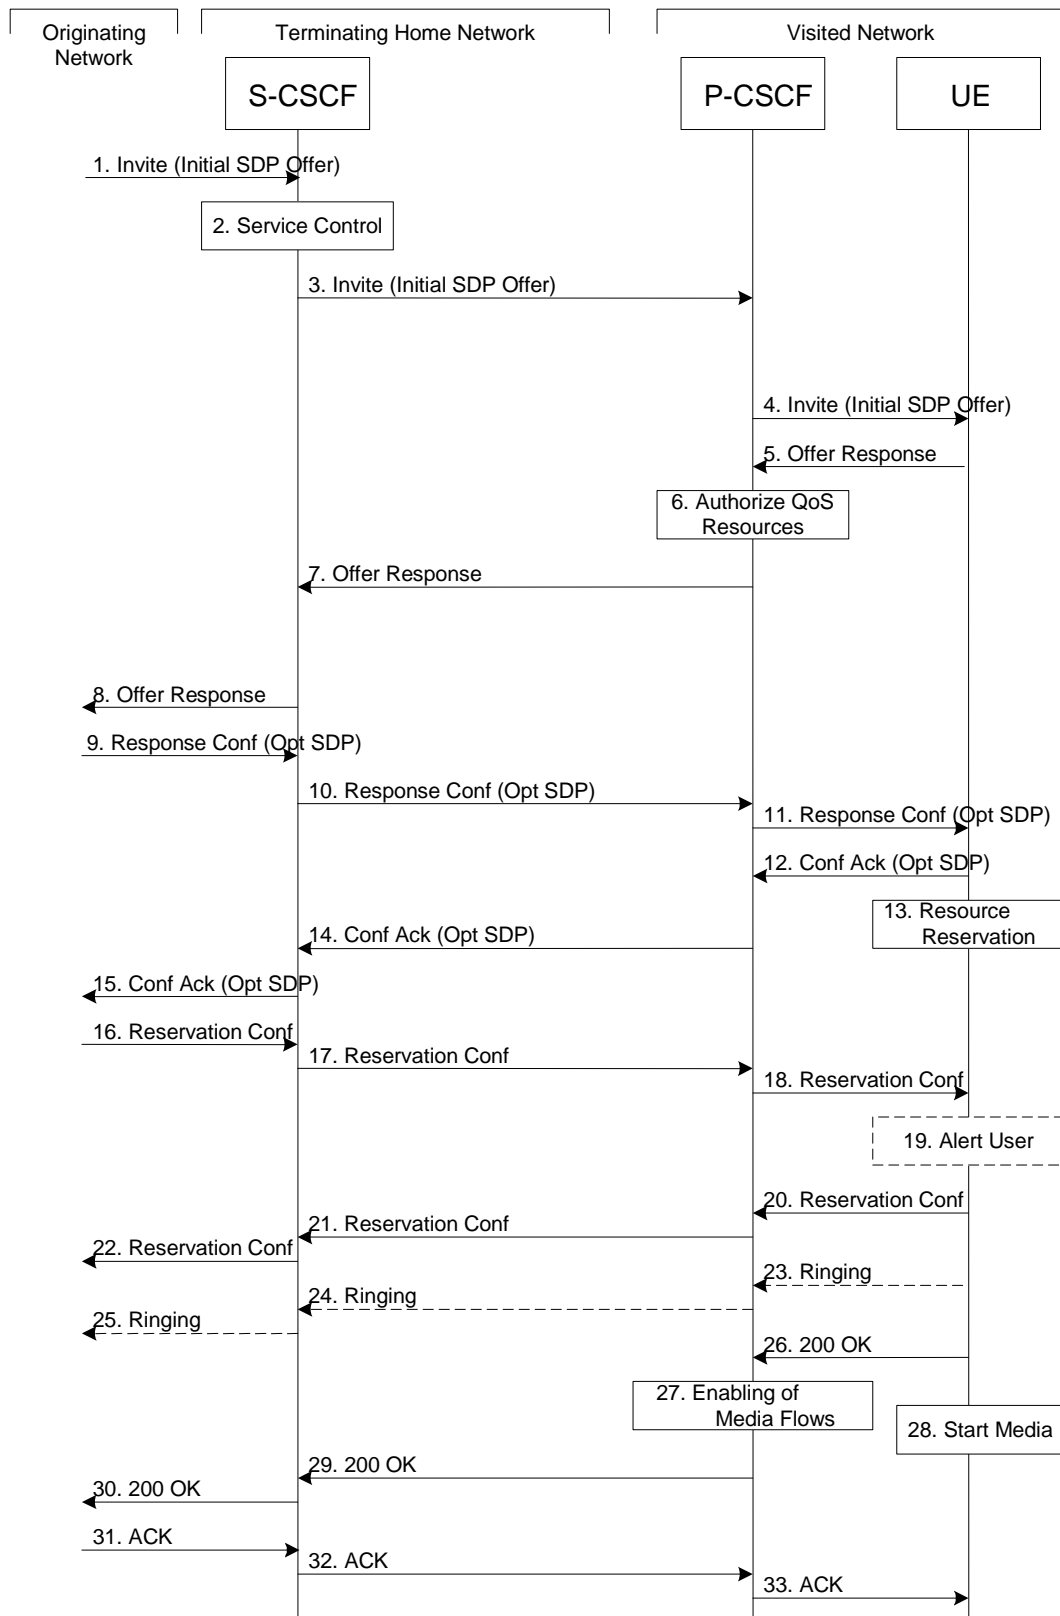 Originating
Network
Terminating Home Network
Visited Network
S-CSCF
P-CSCF
UE
1. Invite (Initial SDP Offer)
2. Service Control
3. Invite (Initial SDP Offer)
4. Invite (Initial SDP Offer)
5. Offer Response
6. Authorize QoS
Resources
7. Offer Response
8. Offer Response
9. Response Conf (Opt SDP)
10. Response Conf (Opt SDP)
11. Response Conf (Opt SDP)
12. Conf Ack (Opt SDP)
13. Resource
Reservation
14. Conf Ack (Opt SDP)
15. Conf Ack (Opt SDP)
16. Reservation Conf
17. Reservation Conf
18. Reservation Conf
19. Alert User
20. Reservation Conf
21. Reservation Conf
22. Reservation Conf
23. Ringing
24. Ringing
25. Ringing
26. 200 OK
27. Enabling of
Media Flows
28. Start Media
29. 200 OK
30. 200 OK
31. ACK
32. ACK
33. ACK